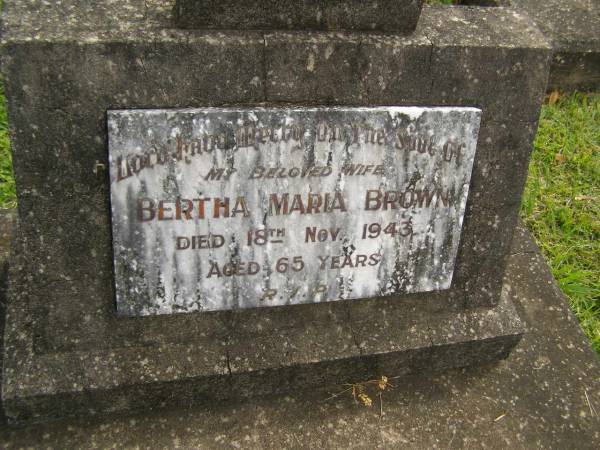 Lord Have Mercy On The Soul Of
My Beloved Wife
Bertha Maria Brown
Died 18th Nov. 1943
Aged 65 Years
R.I.P.